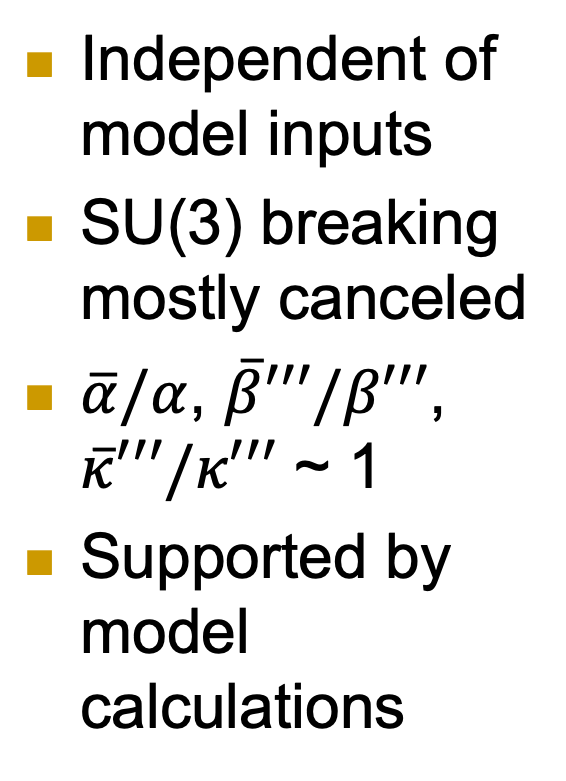 Independent of
model inputs
SU(3) breaking
mostly canceled
ᾱ/α, β̄′′′/β′′′,
κ̄′′′/κ′′′ ~ 1
Supported by
model
calculations